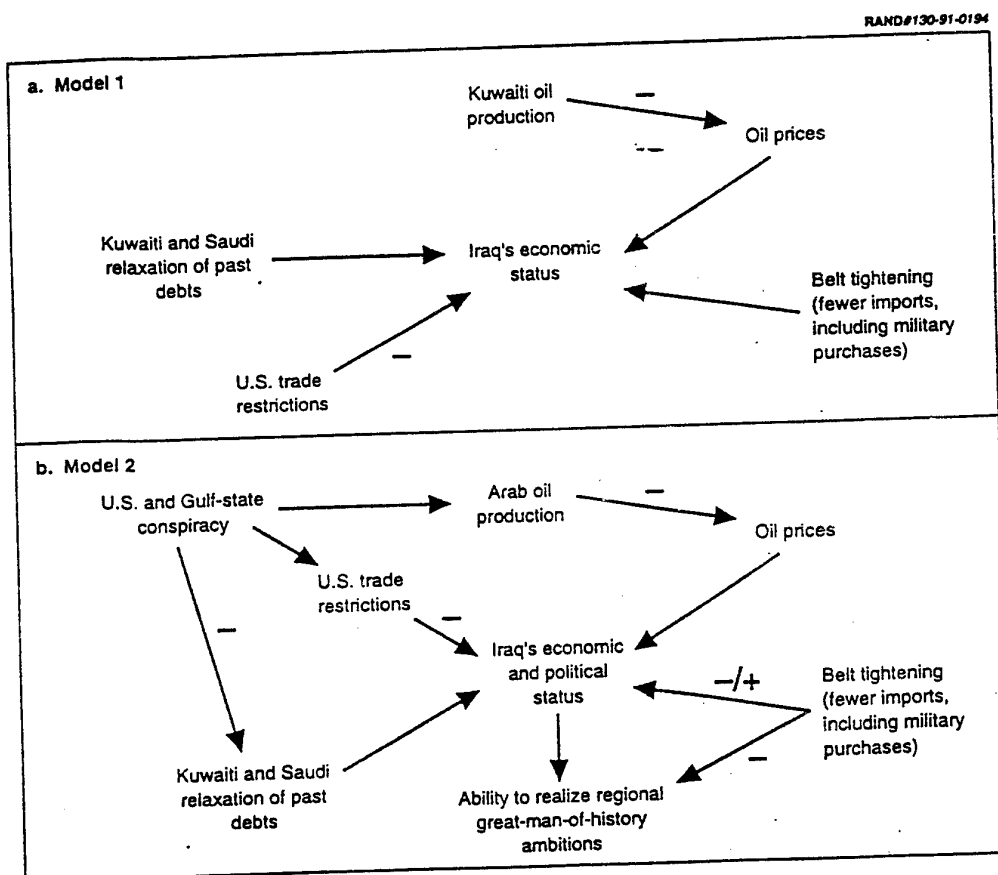 RAND#130-91-0194
a. Model 1
Kuwaiti oil
production
−
--
Oil prices
Kuwaiti and Saudi
relaxation of past
debts
Iraq's economic
status
Belt tightening
(fewer imports,
including military
purchases)
−
U.S. trade
restrictions
b. Model 2
U.S. and Gulf-state
conspiracy
Arab oil
production
−
Oil prices
U.S. trade
restrictions
−
−
Iraq's economic
and political
status
−/+
Belt tightening
(fewer imports,
including military
purchases)
−
Kuwaiti and Saudi
relaxation of past
debts
Ability to realize regional
great-man-of-history
ambitions